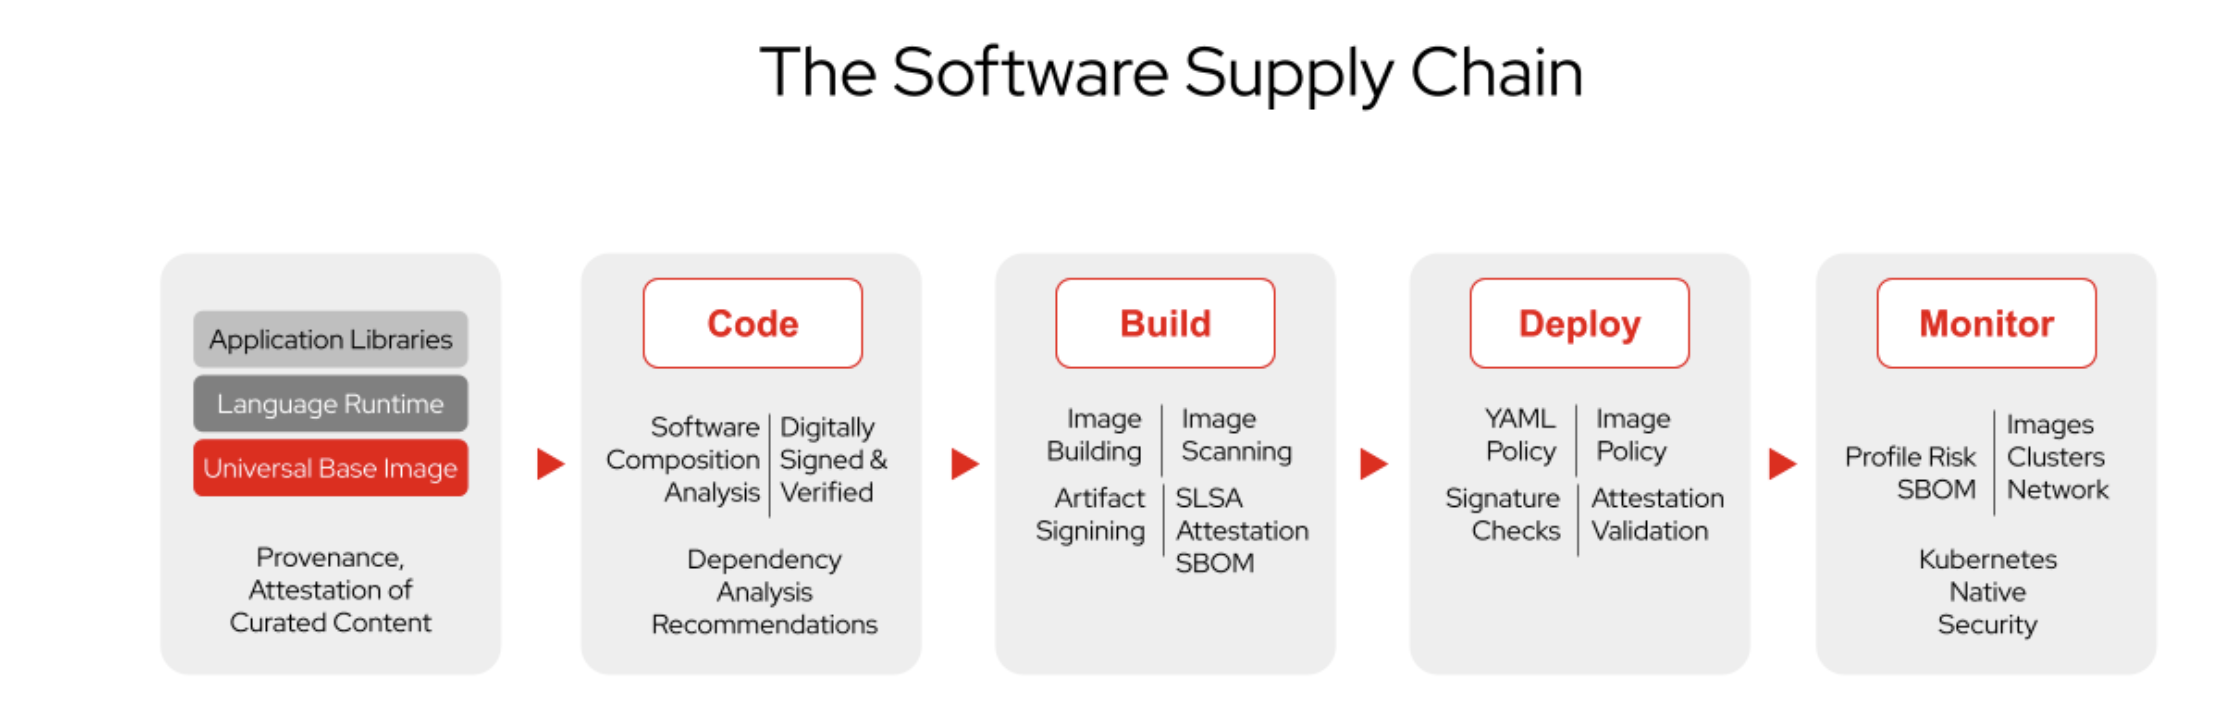 The Software Supply Chain
Application Libraries
Language Runtime
Universal Base Image
Provenance,
Attestation of
Curated Content
Code
Software
Composition
Analysis
Digitally
Signed &
Verified
Dependency
Analysis
Recommendations
Build
Image
Building
Image
Scanning
Artifact
Signining
SLSA
Attestation
SBOM
Deploy
YAML
Policy
Image
Policy
Signature
Checks
Attestation
Validation
Monitor
Profile Risk
SBOM
Images
Clusters
Network
Kubernetes
Native
Security